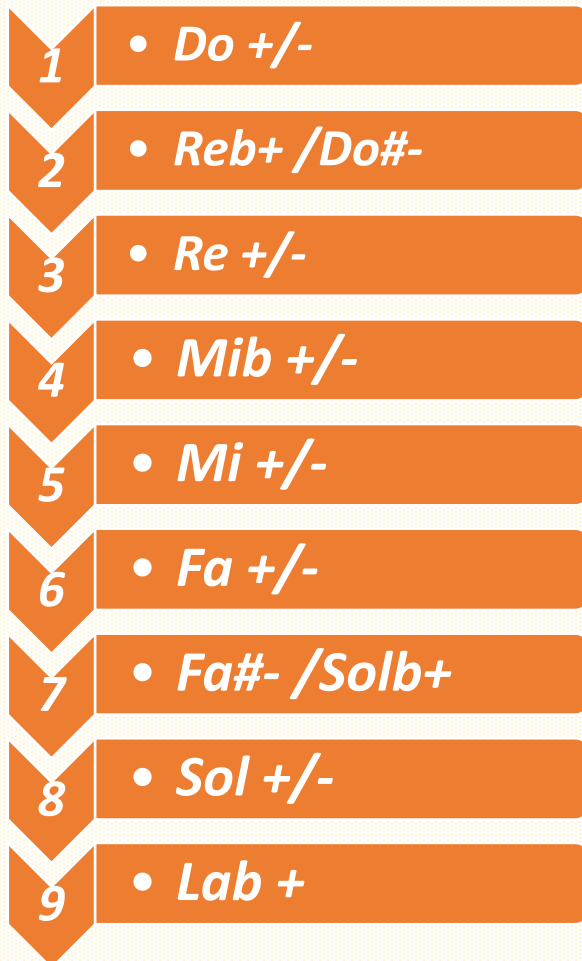 1 • Do +/-
2 • Reb+ /Do#-
3 • Re +/-
4 • Mib +/-
5 • Mi +/-
6 • Fa +/-
7 • Fa#- /Solb+
8 • Sol +/-
9 • Lab +